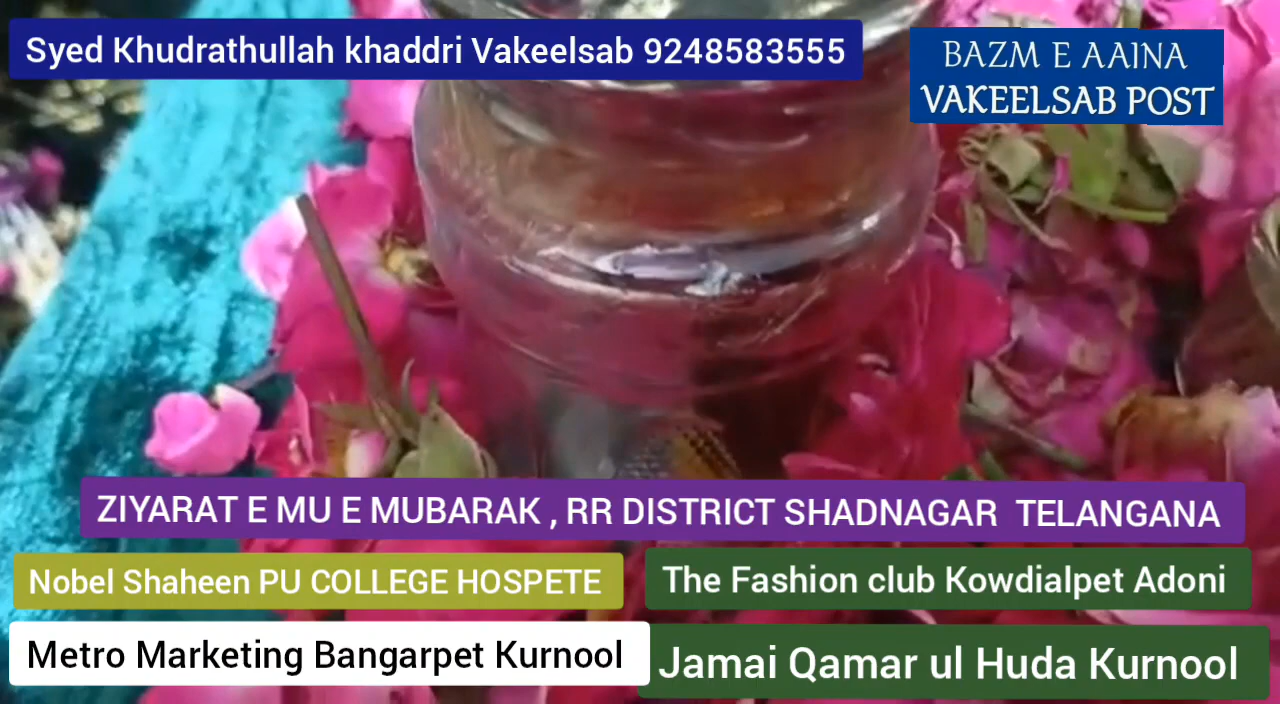 Syed Khudrathullah khaddri Vakeelsab 9248583555
BAZM E AAINA
VAKEELSAB POST
ZIYARAT E MU E MUBARAK , RR DISTRICT SHADNAGAR TELANGANA
Nobel Shaheen PU COLLEGE HOSPETE
The Fashion club Kowdialpet Adoni
Metro Marketing Bangarpet Kurnool
Jamai Qamar ul Huda Kurnool